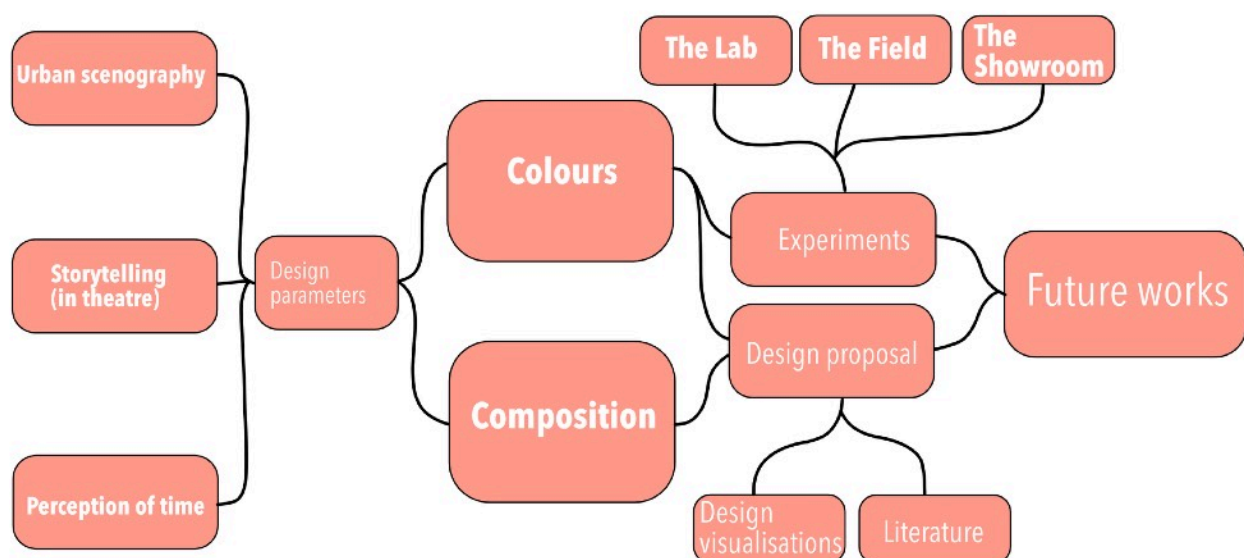 Urban scenography
Storytelling
(in theatre)
Perception of time
Design
parameters
Colours
Composition
The Lab
The Field
The
Showroom
Experiments
Design proposal
Design
visualisations
Literature
Future works